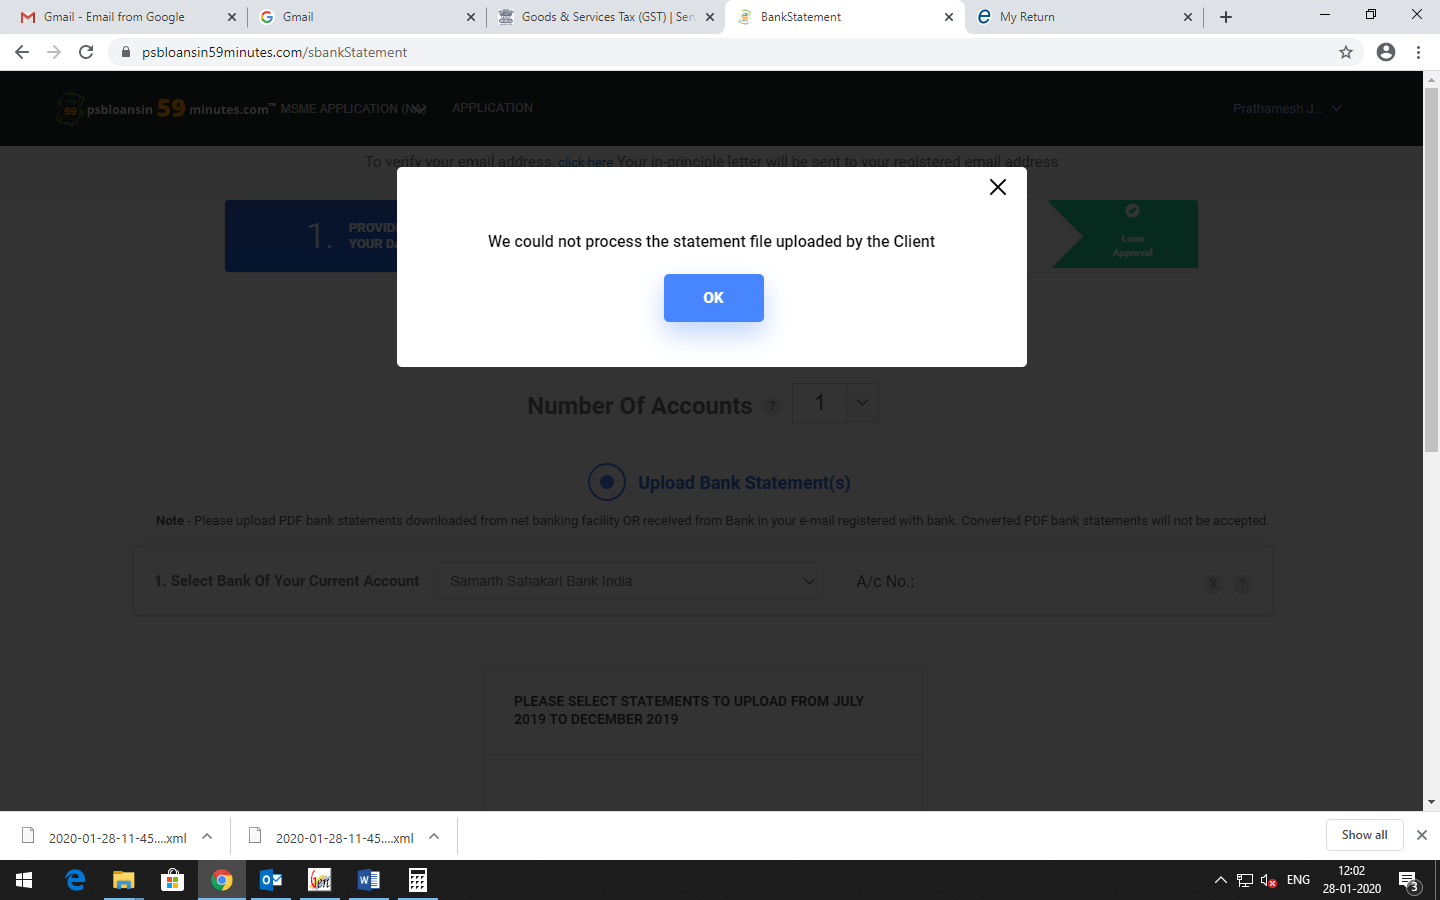 Gmail - Email from Google
Gmail
Goods & Services Tax (GST) | Ser
BankStatement
My Return
psbloansin59minutes.com/sbankStatement
59 psbloansin 59 minutes.com™ MSME APPLICATION (NA) APPLICATION Prathamesh J...
To verify your email address, click here Your in-principle letter will be sent to your registered email address
1. PROVID
YOUR DA
Loan
Approval
We could not process the statement file uploaded by the Client
OK
Number Of Accounts ? 1
Upload Bank Statement(s)
Note - Please upload PDF bank statements downloaded from net banking facility OR received from Bank in your e-mail registered with bank. Converted PDF bank statements will not be accepted.
1. Select Bank Of Your Current Account Samarth Sahakari Bank India A/c No.: X ?
PLEASE SELECT STATEMENTS TO UPLOAD FROM JULY
2019 TO DECEMBER 2019
2020-01-28-11-45....xml
2020-01-28-11-45....xml
Show all
Gen
ENG
12:02
28-01-2020
3